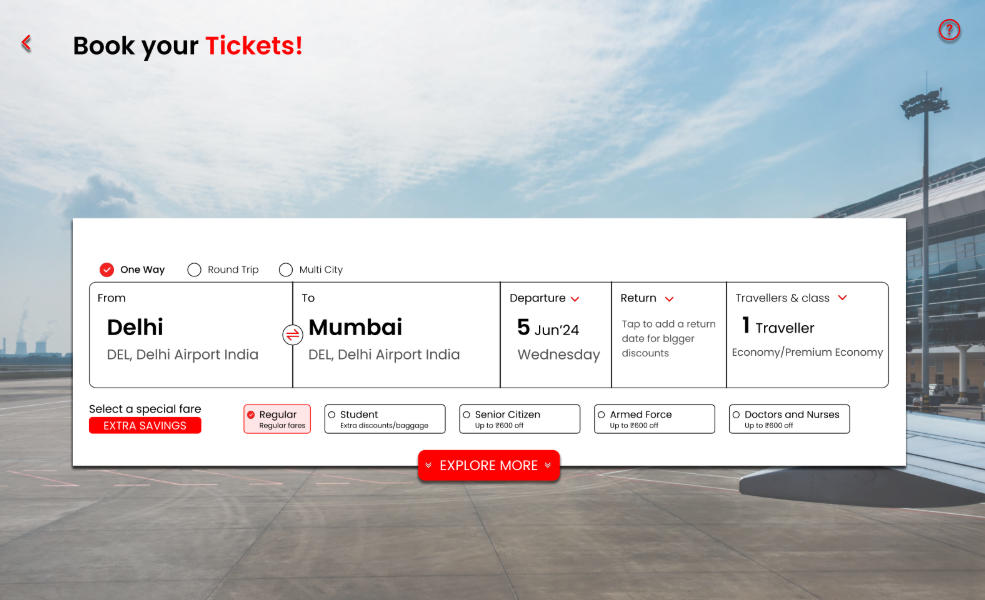 Book your Tickets!
?
One Way Round Trip Multi City
From
Delhi
DEL, Delhi Airport India
To
Mumbai
DEL, Delhi Airport India
Departure
5 Jun'24
Wednesday
Return
Tap to add a return
date for bigger
discounts
Travellers & class
1 Traveller
Economy/Premium Economy
Select a special fare
EXTRA SAVINGS
Regular
Regular fares
Student
Extra discounts/baggage
Senior Citizen
Up to ₹600 off
Armed Force
Up to ₹600 off
Doctors and Nurses
Up to ₹600 off
EXPLORE MORE